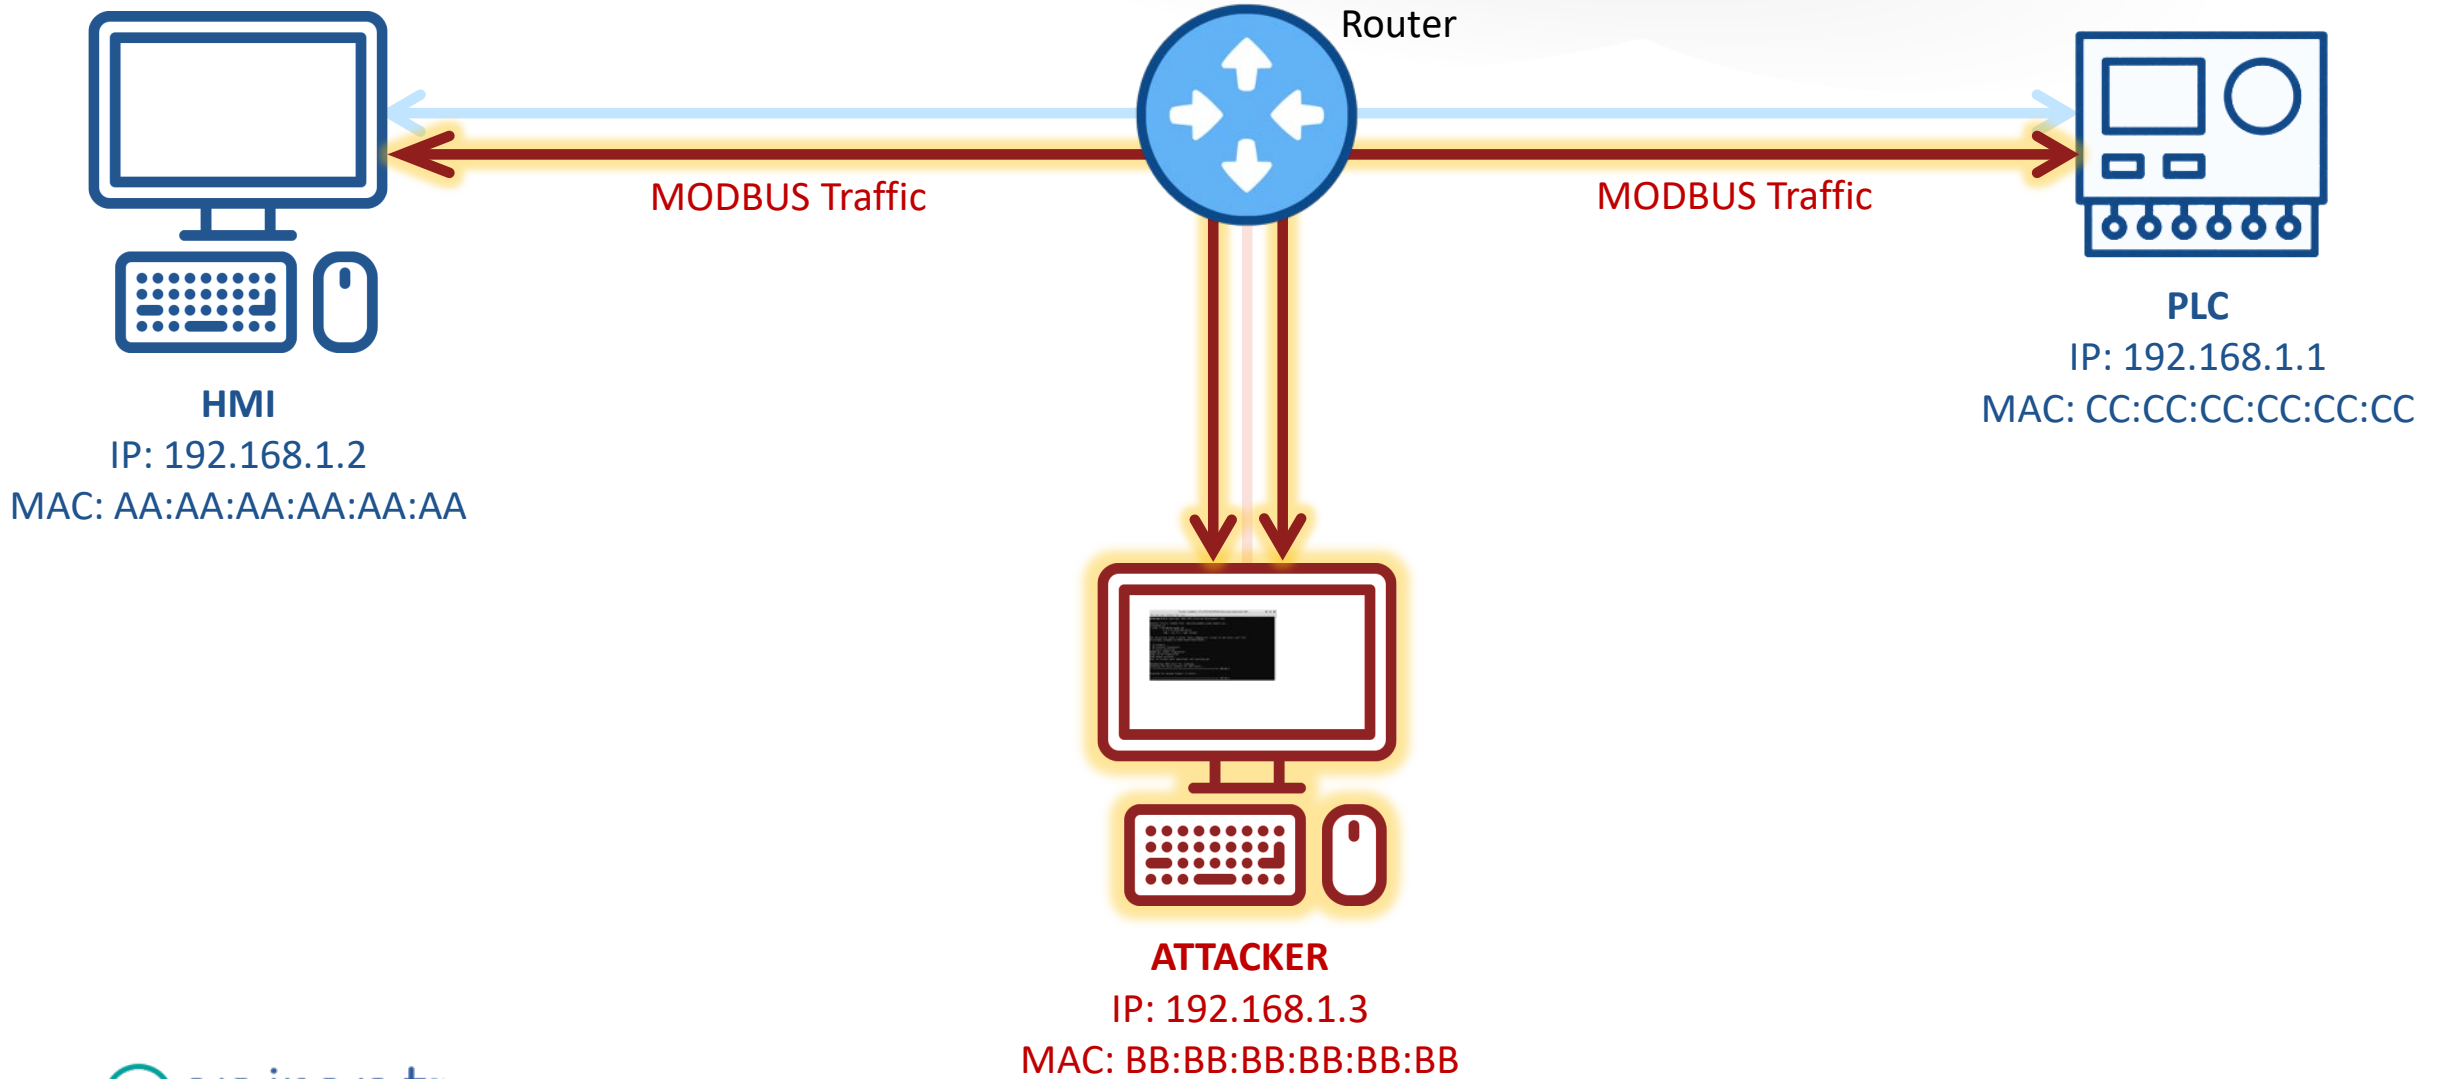 Router
MODBUS Traffic
MODBUS Traffic
PLC
IP: 192.168.1.1
MAC: CC:CC:CC:CC:CC:CC
HMI
IP: 192.168.1.2
MAC: AA:AA:AA:AA:AA:AA
ATTACKER
IP: 192.168.1.3
MAC: BB:BB:BB:BB:BB:BB